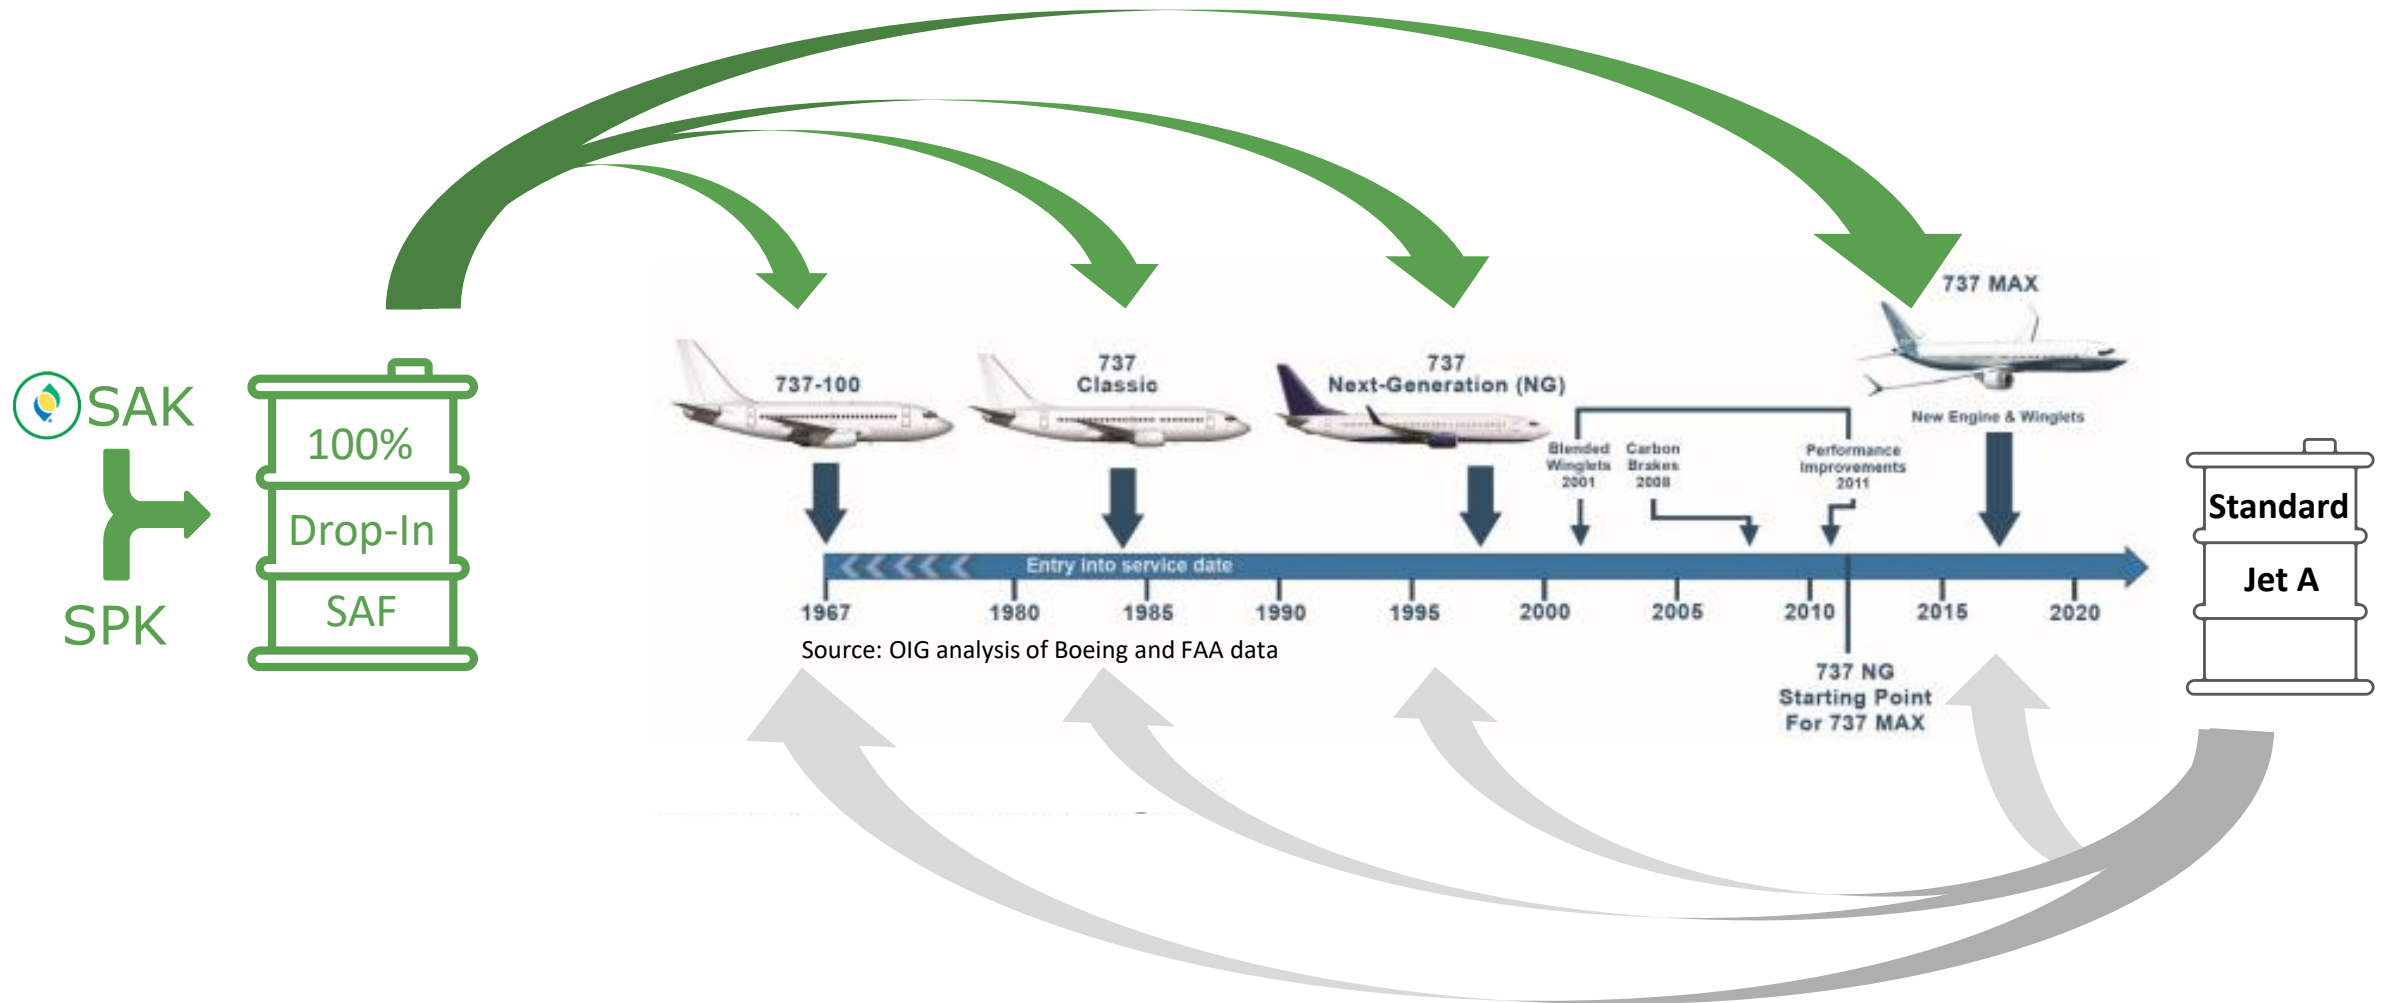 SAK
SPK
100%
Drop-In
SAF
737-100
737
Classic
737
Next-Generation (NG)
Blended
Winglets
2001
Carbon
Brakes
2008
Performance
Improvements
2011
737 MAX
New Engine & Winglets
Entry into service date
1967
1980
1985
1990
1995
2000
2005
2010
2015
2020
Source: OIG analysis of Boeing and FAA data
737 NG
Starting Point
For 737 MAX
Standard
Jet A